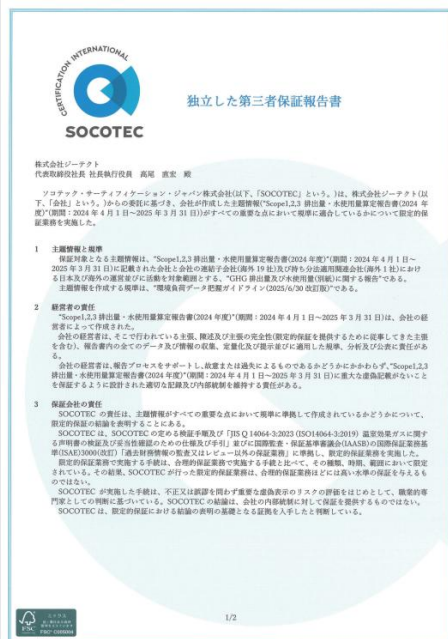 CERTIFICATION INTERNATIONAL
SOCOTEC
独立した第三者保証報告書
株式会社ジーテクト
代表取締役社長 社長執行役員 高尾 直宏 殿
ソコテック・サーティフィケーション・ジャパン株式会社(以下、「SOCOTEC」という。)は、株式会社ジーテクト(以
下、「会社」という。)からの委託に基づき、会社が作成した主題情報("Scope1,2,3 排出量・水使用量算定報告書(2024 年
度)"(期間：2024 年 4 月 1 日～2025 年 3 月 31 日))がすべての重要な点において規準に適合しているかについて限定的保
証業務を実施した。
1 主題情報と規準
保証対象となる主題情報は、"Scope1,2,3 排出量・水使用量算定報告書(2024 年度)"(期間：2024 年 4 月 1 日～
2025 年 3 月 31 日)に記載された会社と会社の連結子会社(海外 19 社)及び持分法適用関連会社(海外 1 社)におけ
る日本及び海外の運営並びに活動を対象範囲とする、"GHG 排出量及び水使用量(別紙)に関する報告"である。
主題情報を作成する規準は、"環境負荷データ把握ガイドライン(2025/6/30 改訂版)"である。
2 経営者の責任
"Scope1,2,3 排出量・水使用量算定報告書(2024 年度)"(期間：2024 年 4 月 1 日～2025 年 3 月 31 日)は、会社の経
営者によって作成された。
会社の経営者は、そこで行われている主張、陳述及び主張の完全性(限定的保証を提供するために従事してきた主張
を含む)、報告書内の全てのデータ及び情報の収集、定量化及び提示並びに適用した規準、分析及び公表に責任があ
る。
会社の経営者は、報告プロセスをサポートし、故意または過失によるものであるかどうかにかかわらず、"Scope1,2,3
排出量・水使用量算定報告書(2024 年度)"(期間：2024 年 4 月 1 日～2025 年 3 月 31 日)に重大な虚偽記載がないこと
を保証するように設計された適切な記録及び内部統制を維持する責任がある。
3 保証会社の責任
SOCOTEC の責任は、主題情報がすべての重要な点において規準に準拠して作成されているかどうかについて、
限定的保証の結論を表明することにある。
SOCOTEC は、SOCOTEC の定める検証手順及び「JIS Q 14064-3:2023 (ISO14064-3:2019) 温室効果ガスに関す
る声明書の検証及び妥当性確認のための仕様及び手引」並びに国際監査・保証基準審議会(IAASB)の国際保証業務基
準(ISAE)3000(改訂)「過去財務情報の監査又はレビュー以外の保証業務」に準拠し、限定的保証業務を実施した。
限定的保証業務で実施する手続は、合理的保証業務で実施する手続と比べて、その種類、時期、範囲において限定
されている。その結果、SOCOTEC が行った限定的保証業務は、合理的保証業務ほどには高い水準の保証を与えるも
のではない。
SOCOTEC が実施した手続は、不正又は誤謬を問わず重要な虚偽表示のリスクの評価をはじめとして、職業的専
門家としての判断に基づいている。SOCOTEC の結論は、会社の内部統制に対して保証を提供するものではない。
SOCOTEC は、限定的保証における結論の表明の基礎となる証拠を入手したと判断している。
1/2
FSC
ミックス